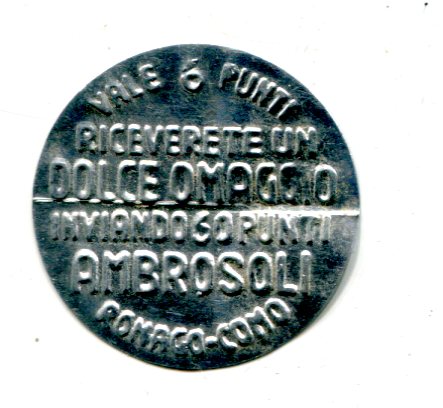 VALE 6 PUNTI
RICEVERETE UN
DOLCE OMAGGIO
INVIANDO 60 PUNTI
AMBROSOLI
RONAGO-COMO